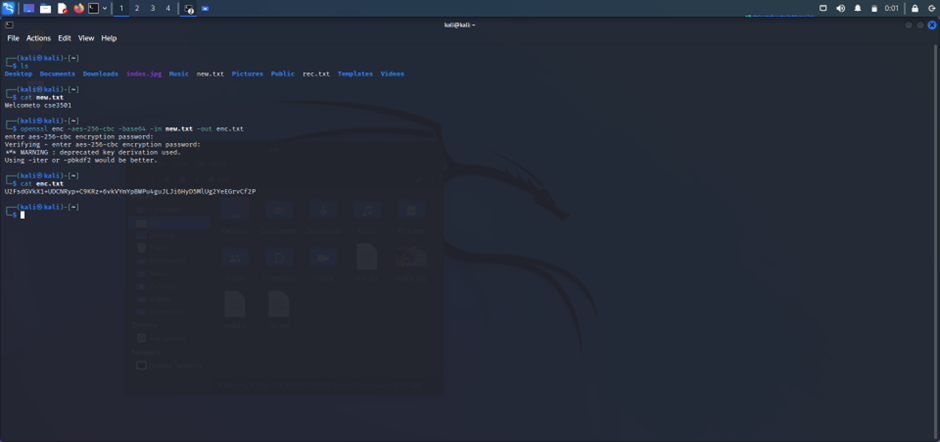 1 2 3 4 0:01
kali@kali: ~
File Actions Edit View Help
┌──(kali㉿kali)-[~]
└─$ ls
Desktop Documents Downloads index.jpg Music new.txt Pictures Public rec.txt Templates Videos
┌──(kali㉿kali)-[~]
└─$ cat new.txt
Welcometo cse3501
┌──(kali㉿kali)-[~]
└─$ openssl enc -aes-256-cbc -base64 -in new.txt -out enc.txt
enter aes-256-cbc encryption password:
Verifying - enter aes-256-cbc encryption password:
*** WARNING : deprecated key derivation used.
Using -iter or -pbkdf2 would be better.
┌──(kali㉿kali)-[~]
└─$ cat enc.txt
┌──(kali㉿kali)-[~]
└─$